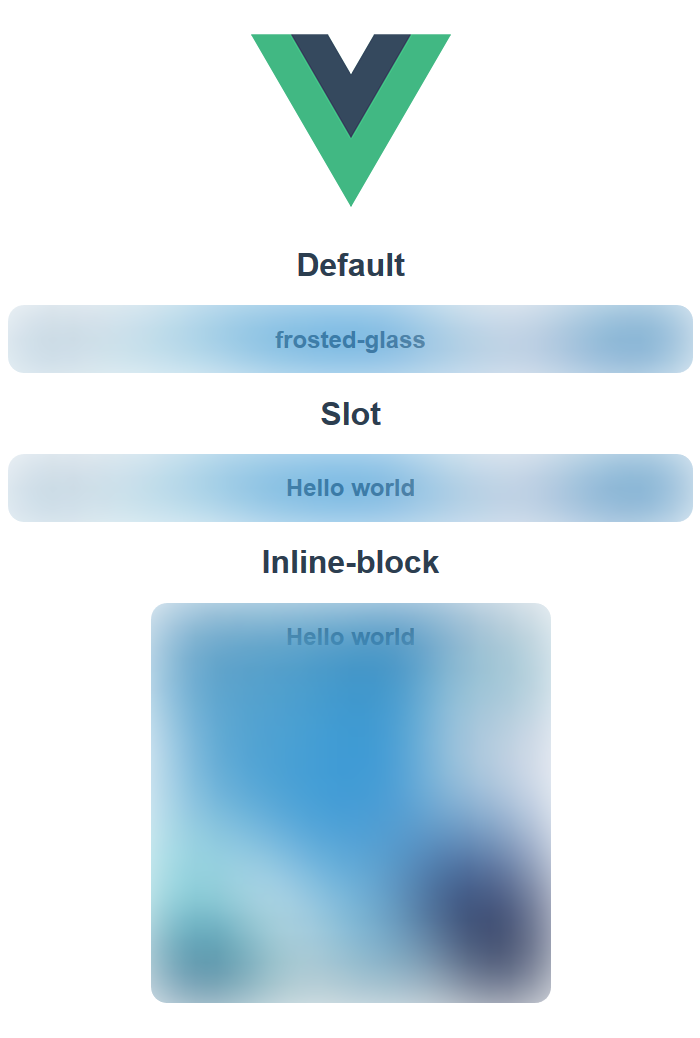 Default
frosted-glass
Slot
Hello world
Inline-block
Hello world